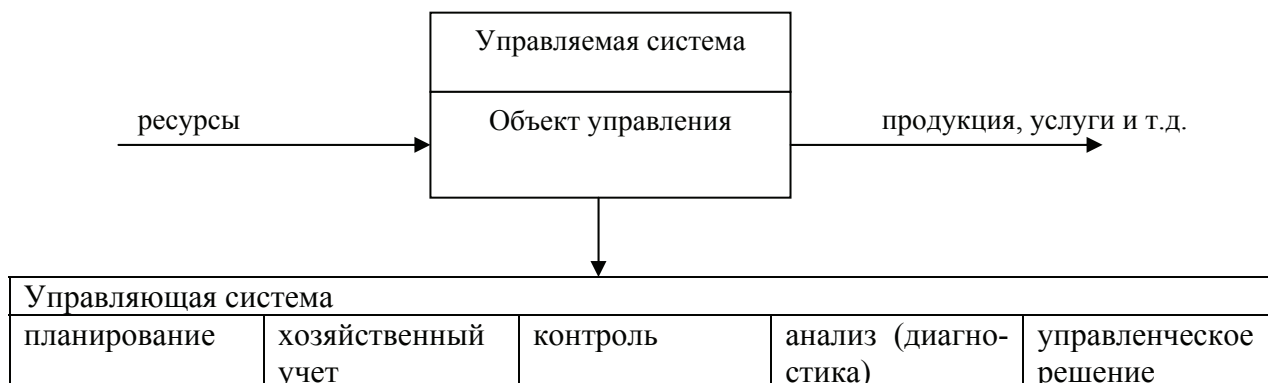 Управляемая система
ресурсы
Объект управления
продукция, услуги и т.д.
Управляющая система
планирование
хозяйственный
учет
контроль
анализ (диагно-
стика)
управленческое
решение